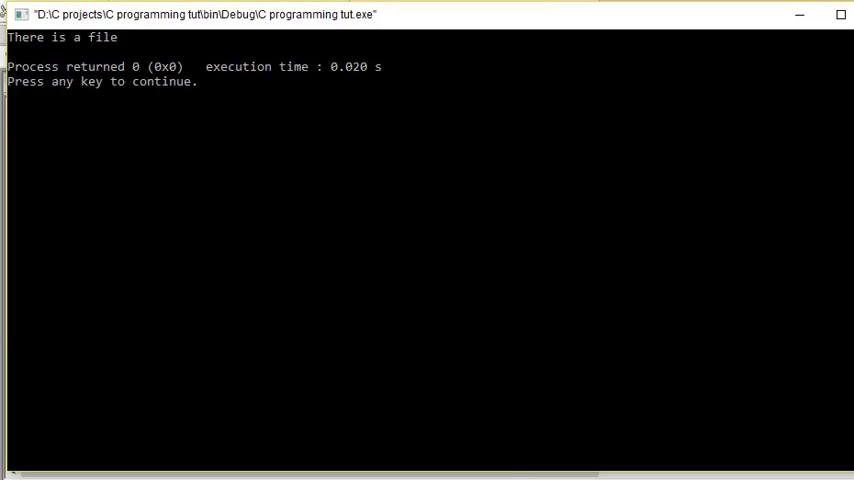 "D:\C projects\C programming tut\bin\Debug\C programming tut.exe"
There is a file
Process returned 0 (0x0)   execution time : 0.020 s
Press any key to continue.